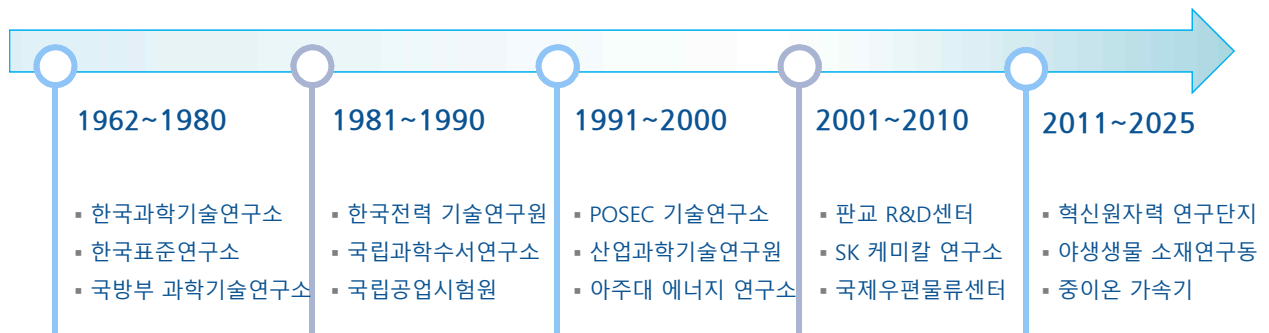 1962~1980
▪ 한국과학기술연구소
▪ 한국표준연구소
▪ 국방부 과학기술연구소
1981~1990
▪ 한국전력 기술연구원
▪ 국립과학수서연구소
▪ 국립공업시험원
1991~2000
▪ POSEC 기술연구소
▪ 산업과학기술연구원
▪ 아주대 에너지 연구소
2001~2010
▪ 판교 R&D센터
▪ SK 케미칼 연구소
▪ 국제우편물류센터
2011~2025
▪ 혁신원자력 연구단지
▪ 야생생물 소재연구동
▪ 중이온 가속기